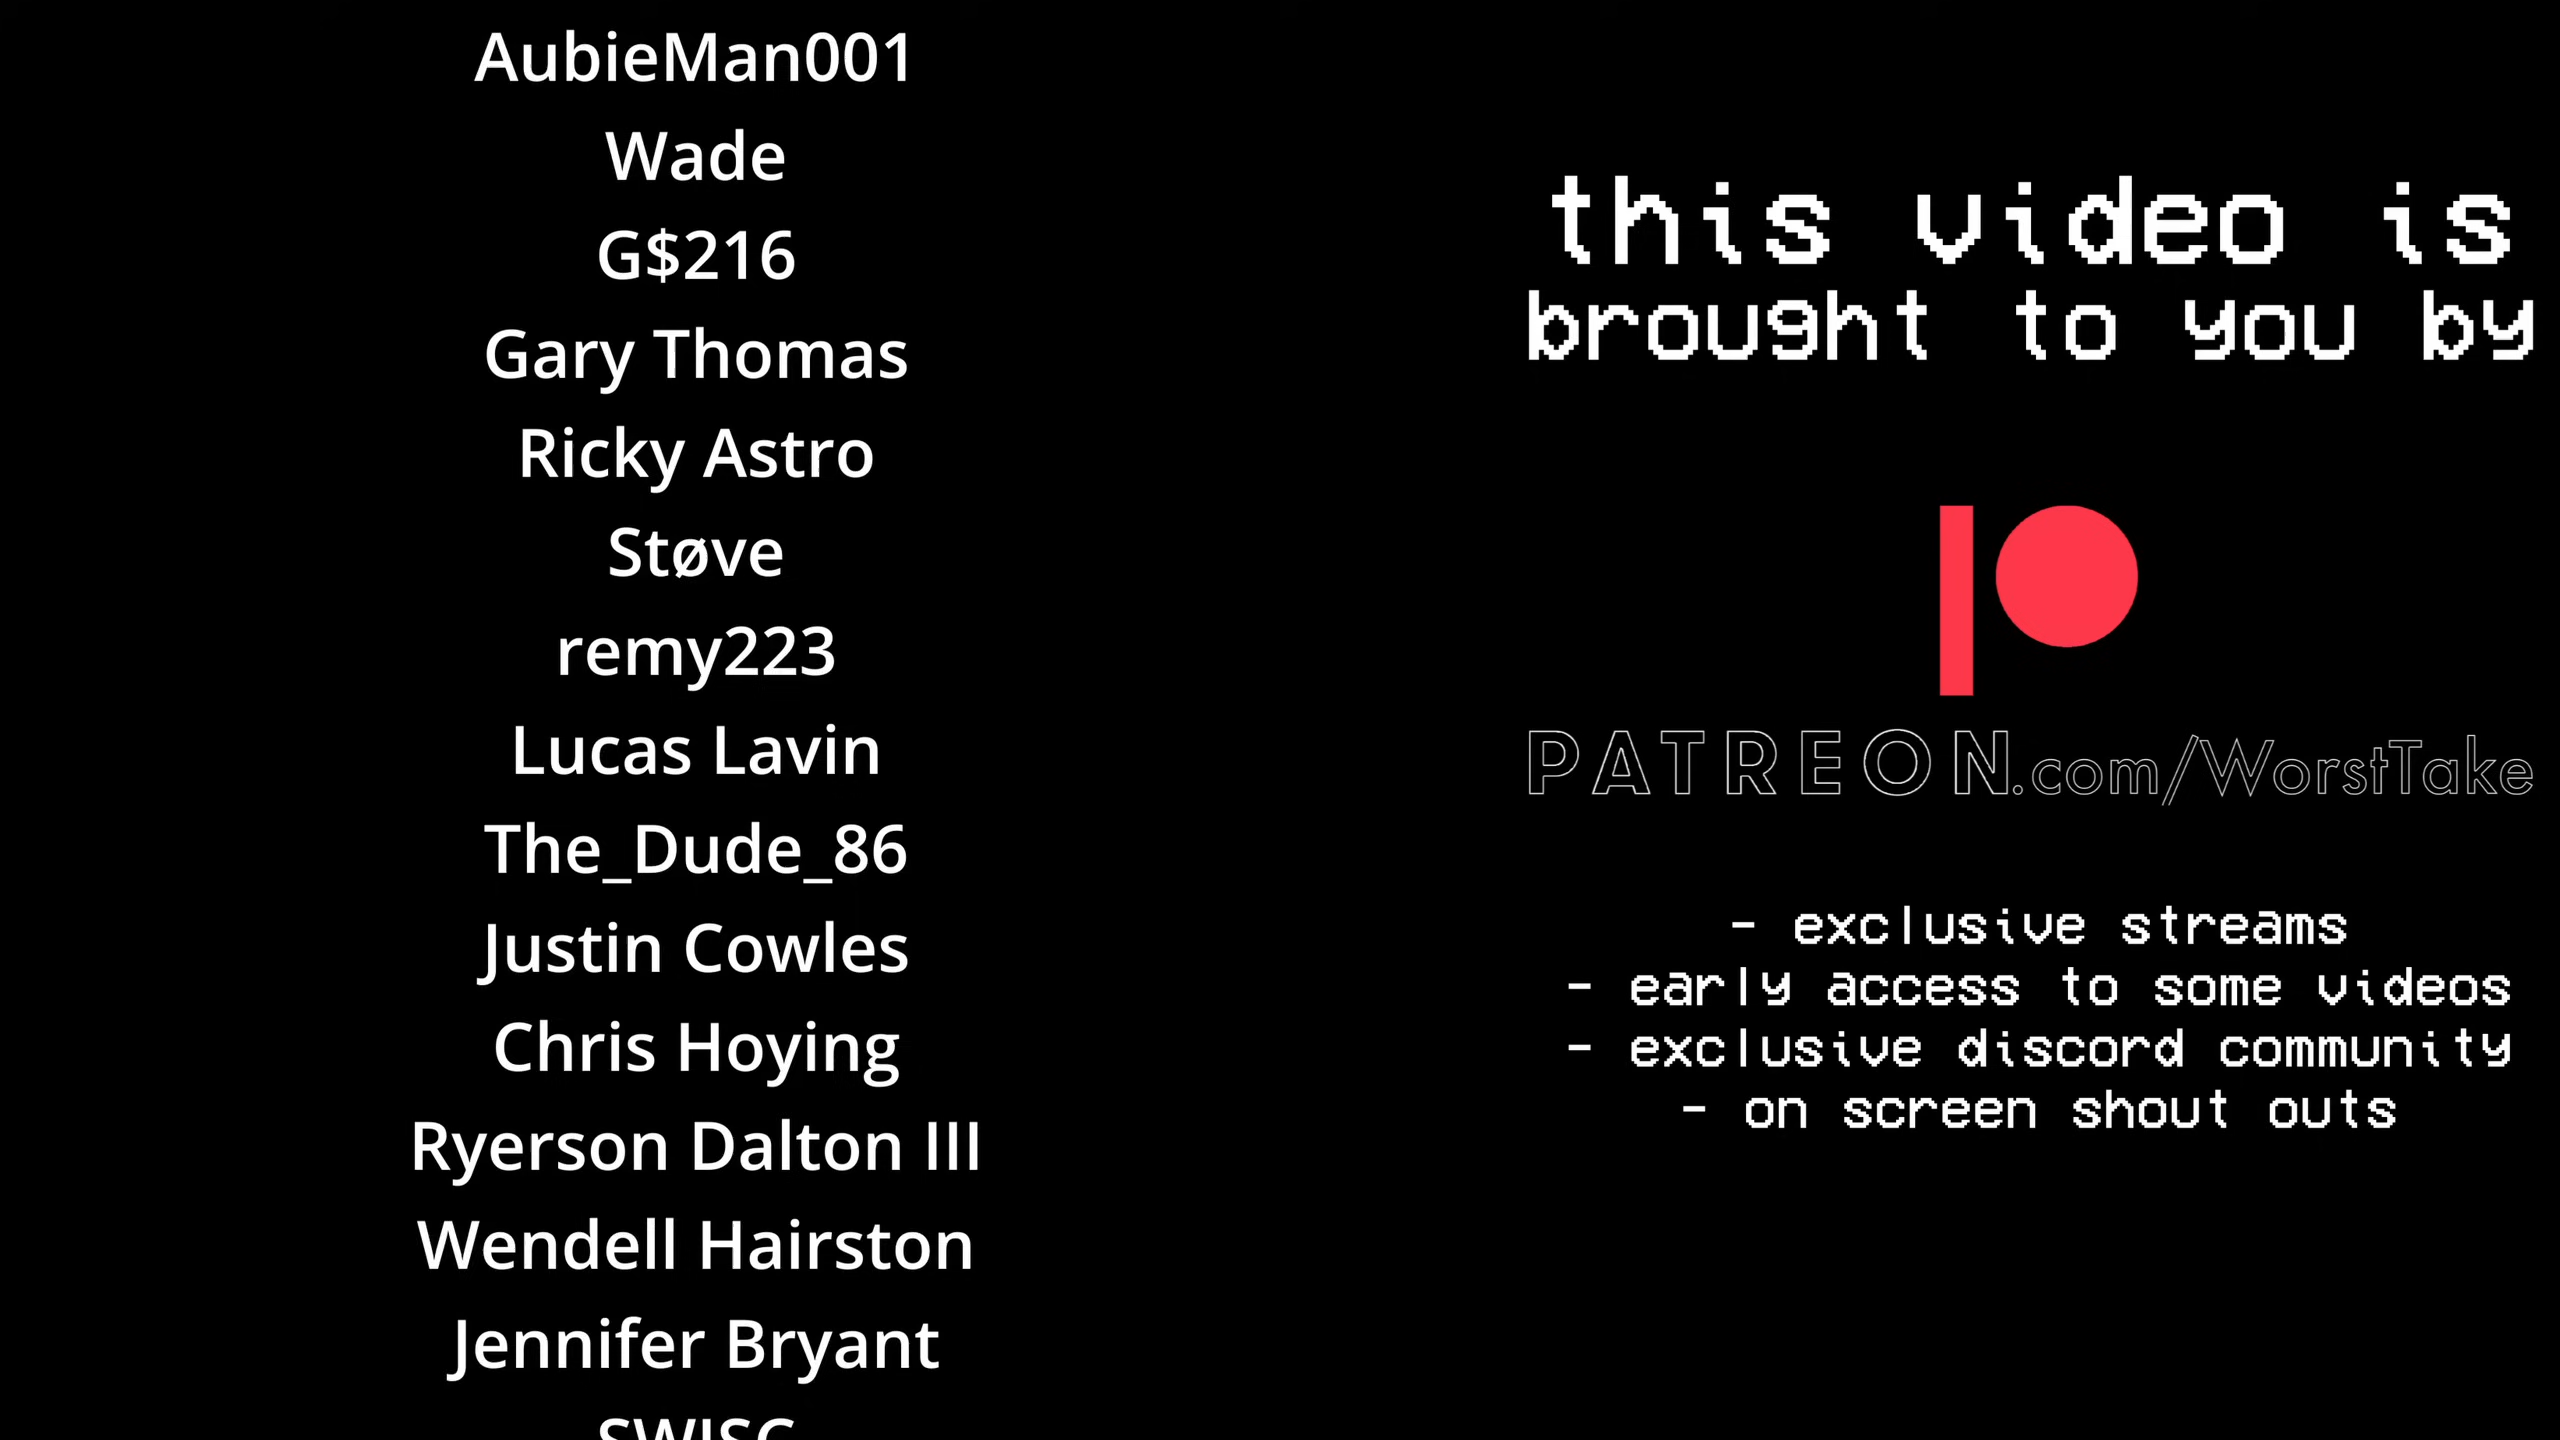 AubieMan001
Wade
G$216
Gary Thomas
Ricky Astro
Støve
remy223
Lucas Lavin
The_Dude_86
Justin Cowles
Chris Hoying
Ryerson Dalton III
Wendell Hairston
Jennifer Bryant
this video is
brought to you by
PATREON.com/WorstTake
- exclusive streams
- early access to some videos
- exclusive discord community
- on screen shout outs